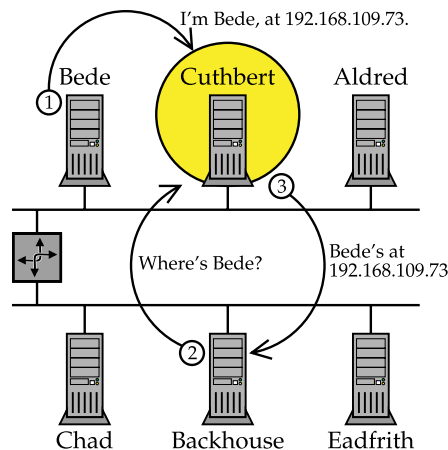 I'm Bede, at 192.168.109.73.
Bede
Cuthbert
Aldred
1
3
Where's Bede?
Bede's at
192.168.109.73
2
Chad
Backhouse
Eadfrith